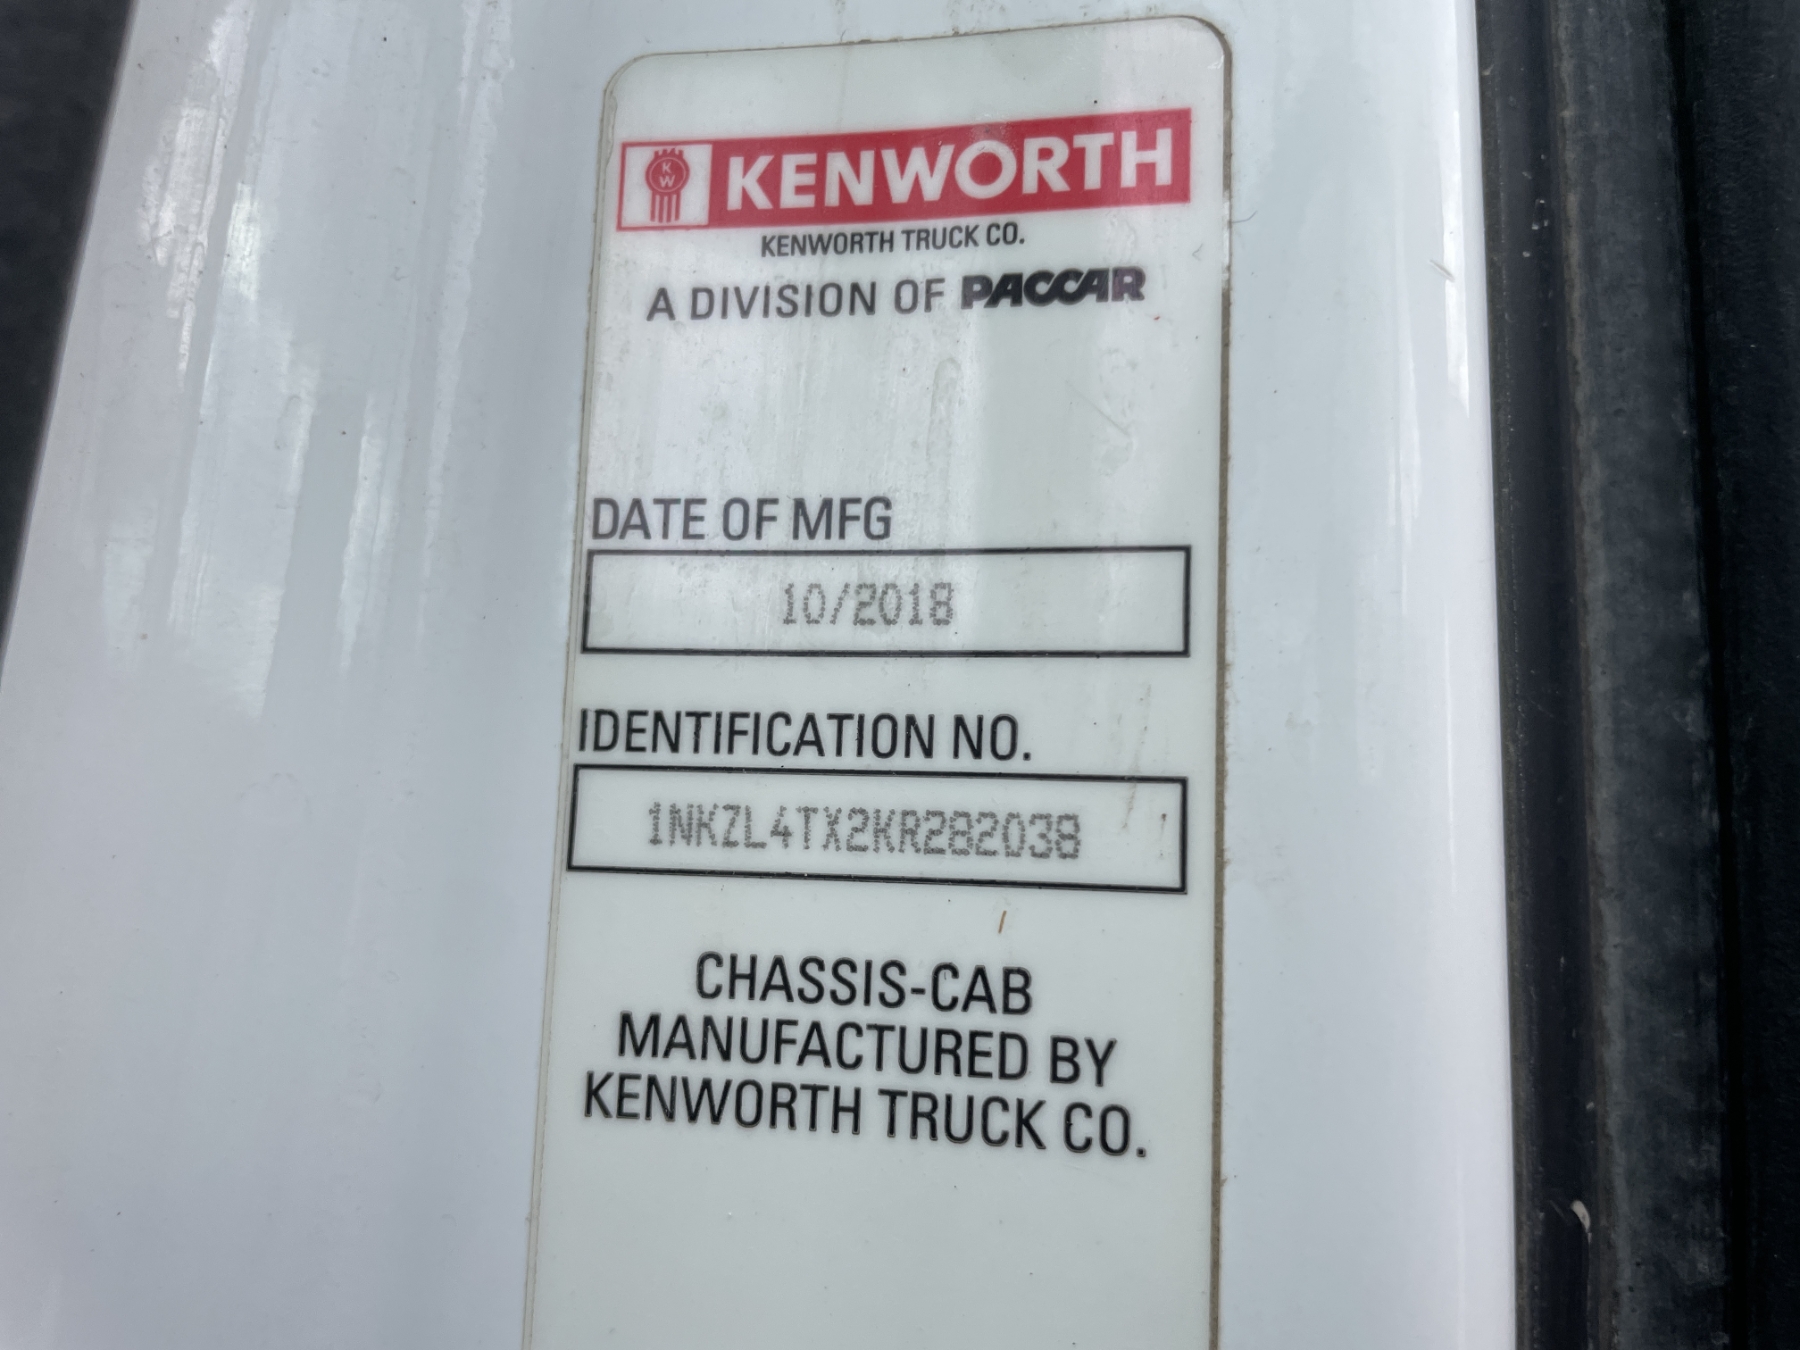 KW KENWORTH
KENWORTH TRUCK CO.
A DIVISION OF PACCAR
DATE OF MFG
10/2018
IDENTIFICATION NO.
1NKZL4TX2KR282038
CHASSIS-CAB
MANUFACTURED BY
KENWORTH TRUCK CO.